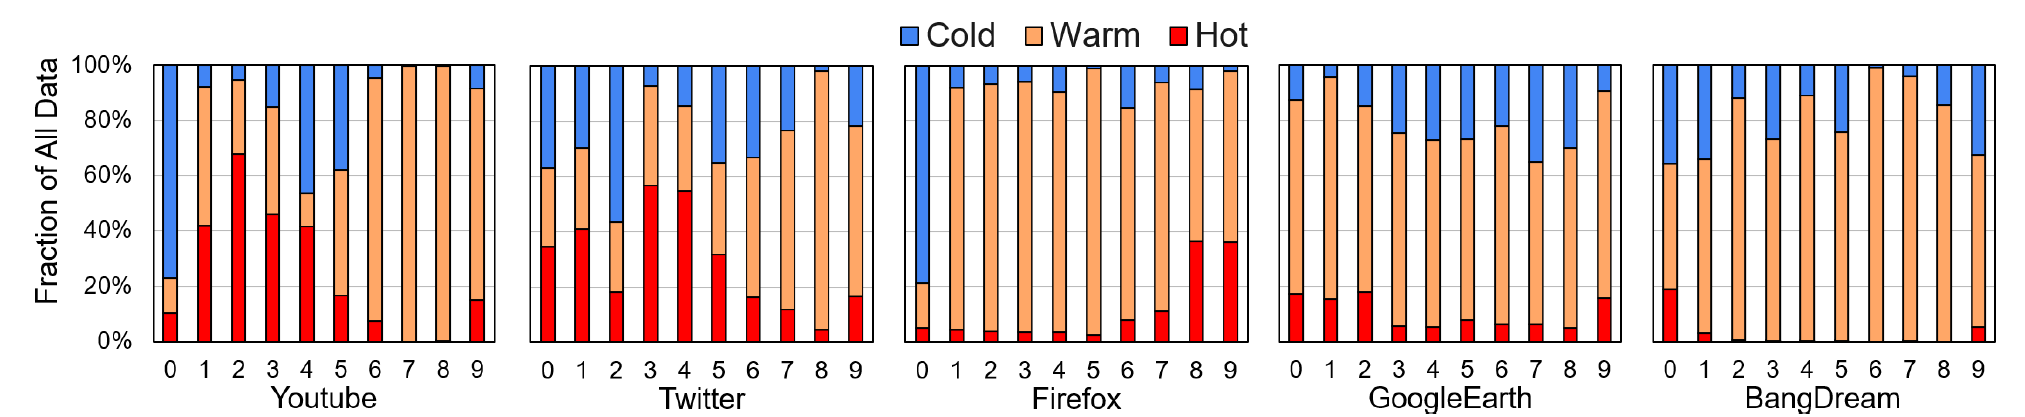 Cold Warm Hot
Fraction of All Data
100%
80%
60%
40%
20%
0%
0 1 2 3 4 5 6 7 8 9
Youtube
0 1 2 3 4 5 6 7 8 9
Twitter
0 1 2 3 4 5 6 7 8 9
Firefox
0 1 2 3 4 5 6 7 8 9
GoogleEarth
0 1 2 3 4 5 6 7 8 9
BangDream